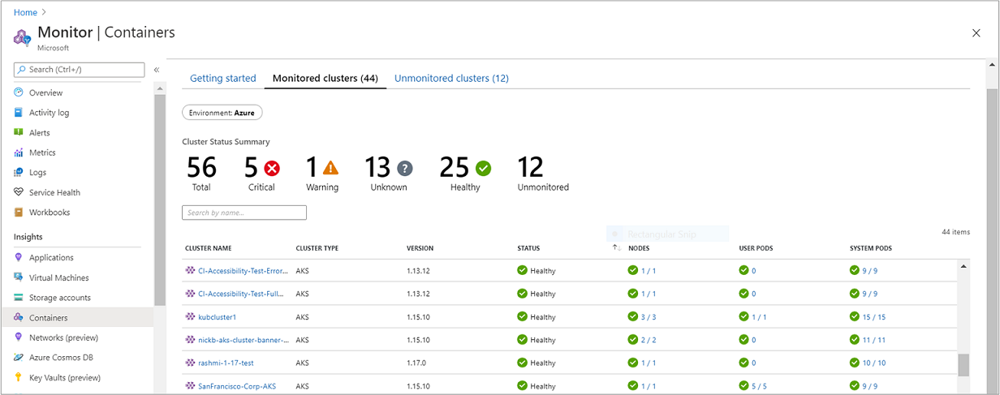 Home >
Monitor | Containers
Microsoft
Search (Ctrl+/)
«
Overview
Activity log
Alerts
Metrics
Logs
Service Health
Workbooks
Insights
Applications
Virtual Machines
Storage accounts
Containers
Networks (preview)
Azure Cosmos DB
Key Vaults (preview)
Getting started Monitored clusters (44) Unmonitored clusters (12)
Environment: Azure
Cluster Status Summary
56 5 1 13 25 12
Total Critical Warning Unknown Healthy Unmonitored
Search by name...
Rectangular Snip
44 items
CLUSTER NAME CLUSTER TYPE VERSION STATUS ↑↓ NODES USER PODS SYSTEM PODS
CI-Accessibility-Test-Error... AKS 1.13.12 Healthy 1 / 1 0 9 / 9
CI-Accessibility-Test-Full... AKS 1.13.12 Healthy 1 / 1 0 9 / 9
kubcluster1 AKS 1.15.10 Healthy 3 / 3 1 / 1 15 / 15
nickb-aks-cluster-banner-... AKS 1.15.10 Healthy 2 / 2 0 11 / 11
rashmi-1-17-test AKS 1.17.0 Healthy 1 / 1 0 10 / 10
SanFrancisco-Corp-AKS AKS 1.15.10 Healthy 1 / 1 5 / 5 9 / 9